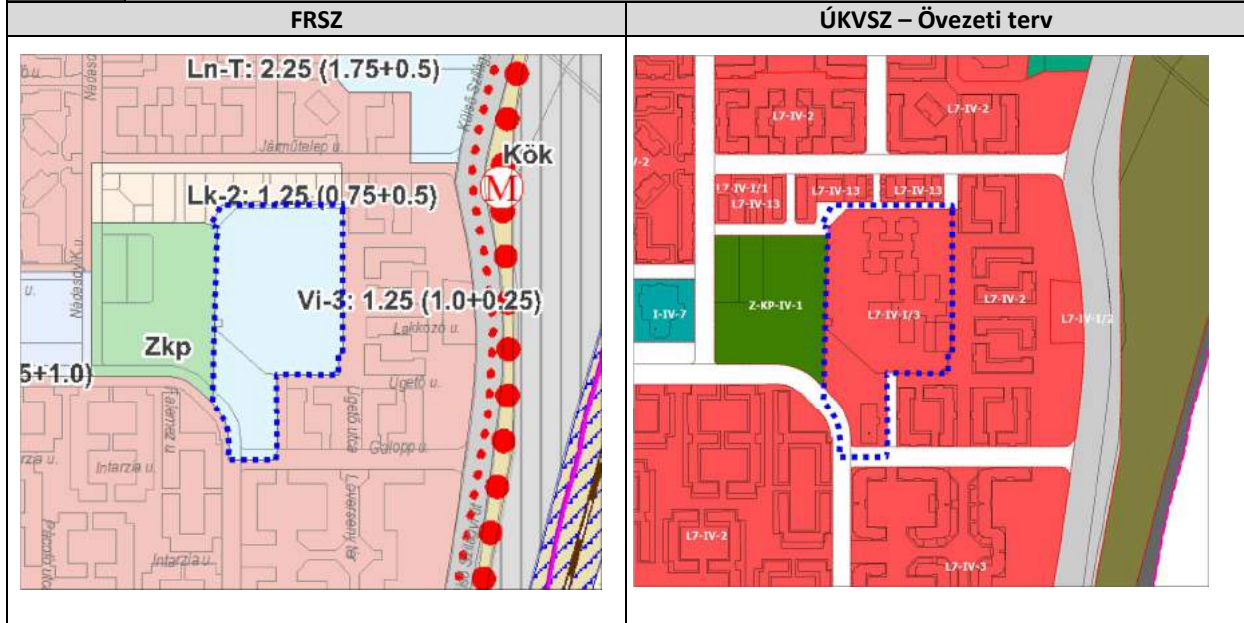 FRSZ
ÚKVSZ – Övezeti terv
Ln-T: 2.25 (1.75+0.5)
Járműtelep u.
Kök
M
Lk-2: 1.25 (0.75+0.5)
Nádasdy K.u.
u.
Vi-3: 1.25 (1.0+0.25)
Lakkozó u.
Zkp
5+1.0)
Ügető u.
Ügető utca
Galopp u.
Intarzia u.
Intarzia u.
L7-IV-2
L7-IV-2
V-2
L7-IV-I/1
L7-IV-13
L7-IV-13
L7-IV-13
I-IV-7
Z-KP-IV-1
L7-IV-I/3
L7-IV-2
L7-IV-I/2
L7-IV-2
L7-IV-3